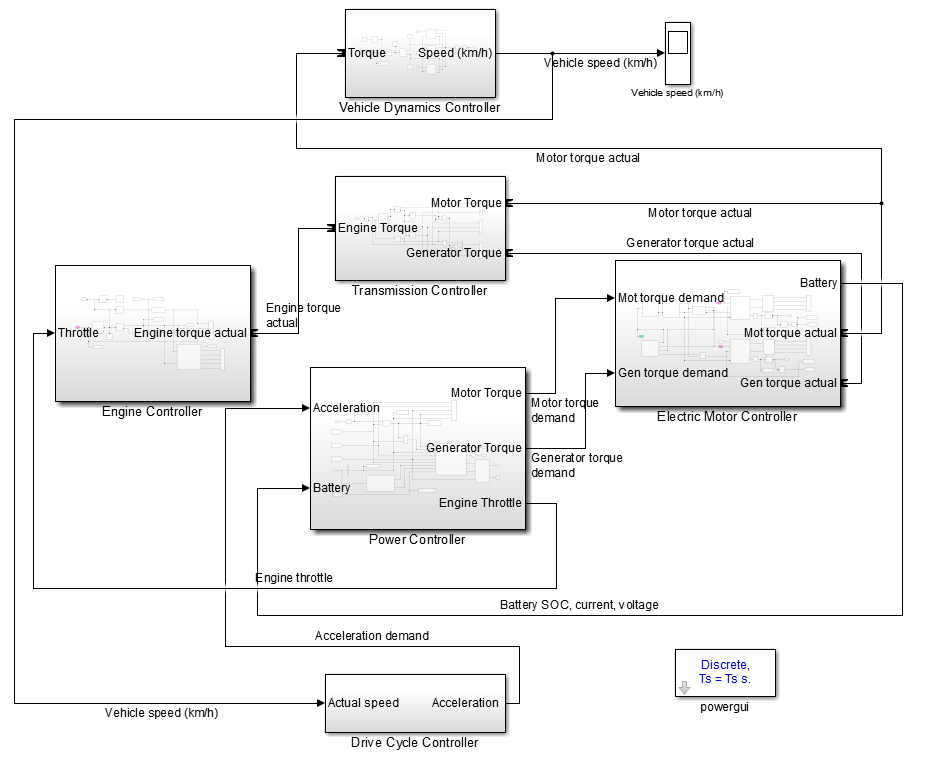 Torque
Speed (km/h)
Vehicle speed (km/h)
Vehicle Dynamics Controller
Vehicle speed (km/h)
Motor torque actual
Motor Torque
Motor torque actual
Engine Torque
Generator torque actual
Generator Torque
Transmission Controller
Battery
Mot torque demand
Engine torque
actual
Throttle
Engine torque actual
Mot torque actual
Gen torque demand
Gen torque actual
Engine Controller
Electric Motor Controller
Motor Torque
Motor torque
demand
Acceleration
Generator Torque
Generator torque
demand
Battery
Engine Throttle
Power Controller
Engine throttle
Battery SOC, current, voltage
Acceleration demand
Discrete,
Ts = Ts s.
powergui
Actual speed
Acceleration
Vehicle speed (km/h)
Drive Cycle Controller